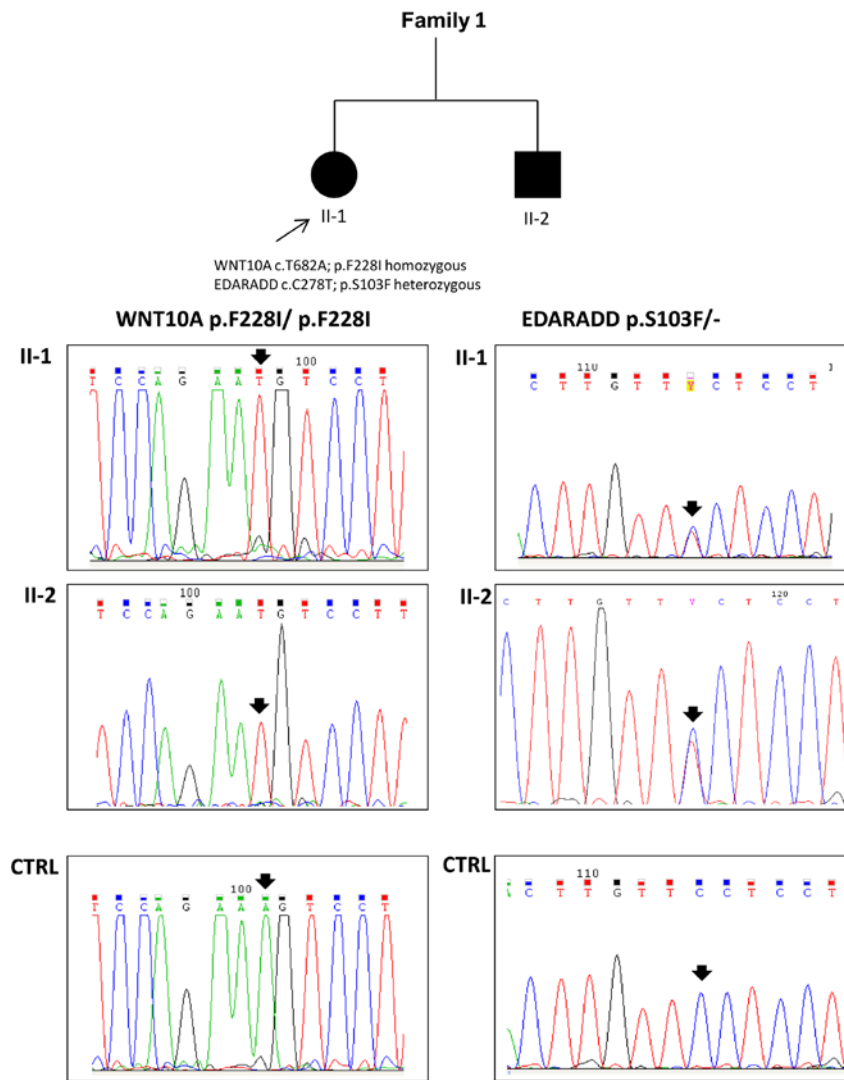 Family 1
II-1
II-2
WNT10A c.T682A; p.F228I homozygous
EDARADD c.C278T; p.S103F heterozygous
WNT10A p.F228I/ p.F228I
II-1
100
T C C A G A A T G T C C T
II-2
100
T C C A G A A T G T C C T T
CTRL
100
T C C A G A A A G T C C T
EDARADD p.S103F/-
II-1
110
C T T G T T Y C T C C T
II-2
120
C T T G T T Y C T C C T
CTRL
110
C T T G T T C C T C C T